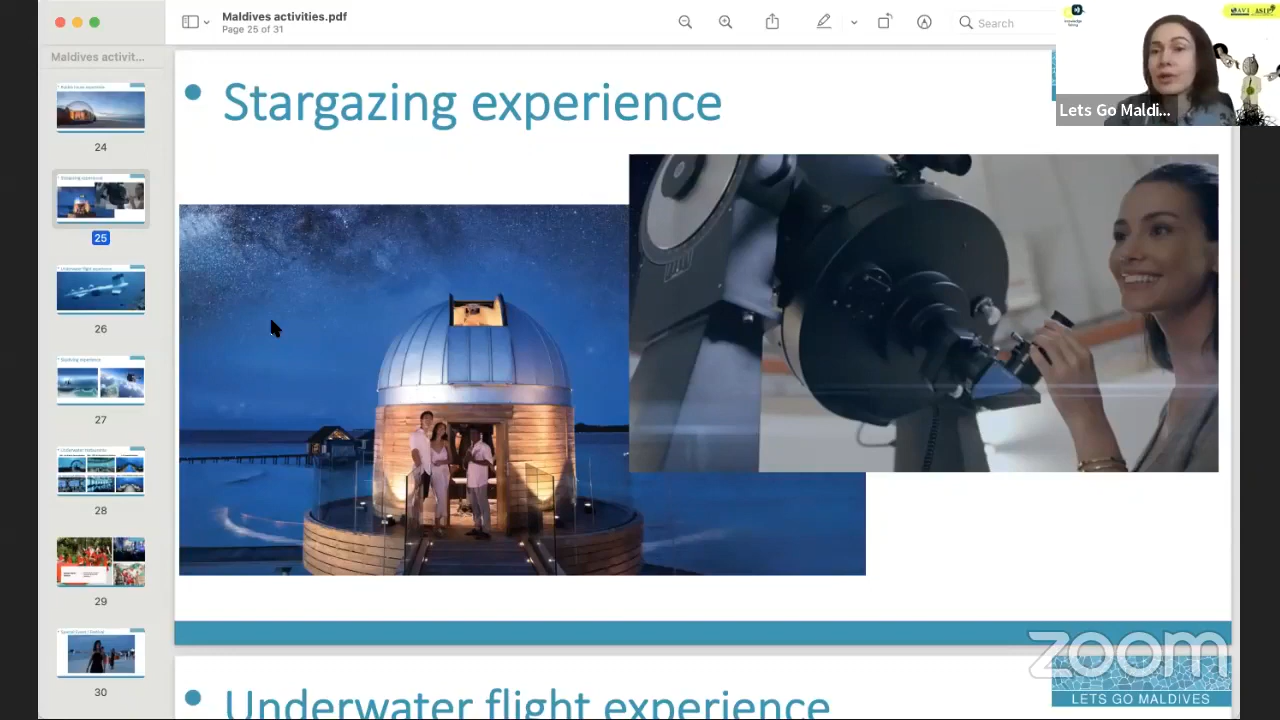 Maldives activities.pdf
Page 25 of 31
Search
Lets Go Maldi...
Maldives activit...
24
25
26
27
28
29
30
• Stargazing experience
• Underwater flight experience
zoom
LETS GO MALDIVES